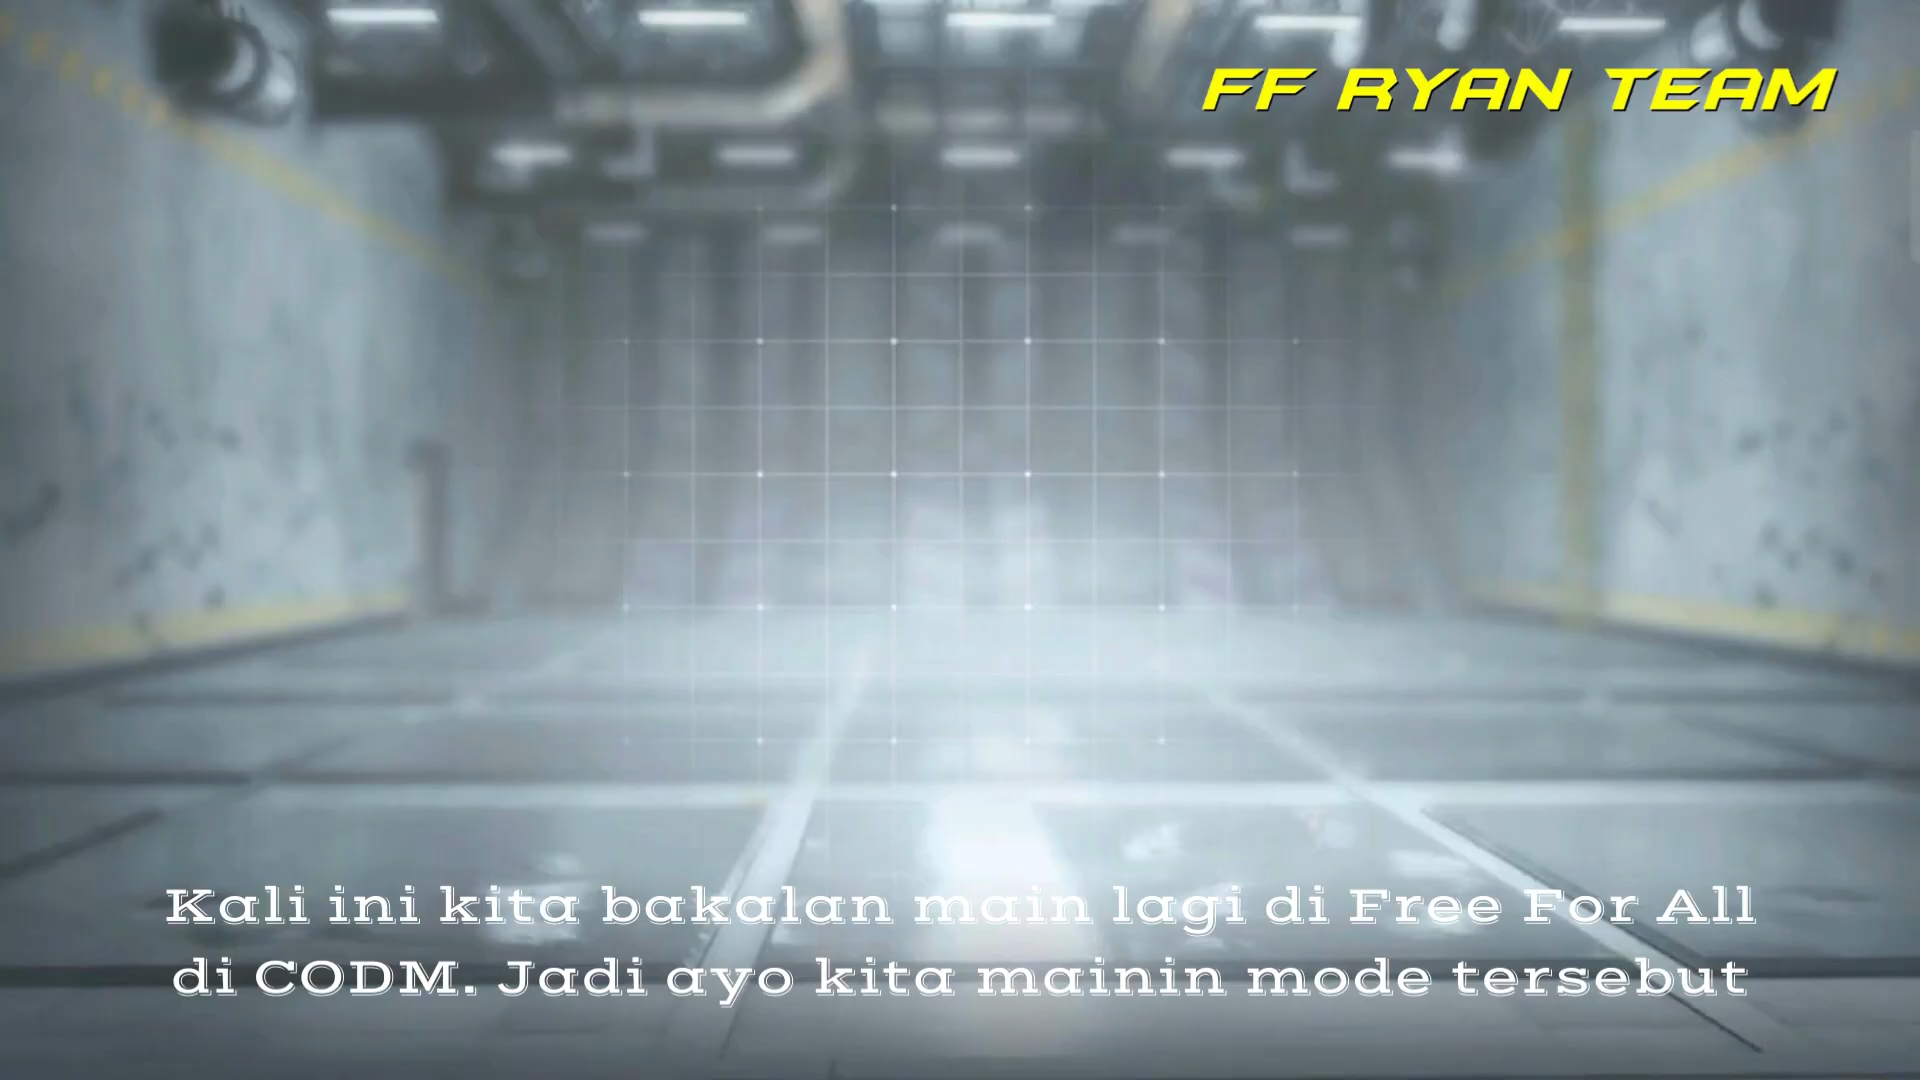 FF RYAN TEAM
Kali ini kita bakalan main lagi di Free For All
di CODM. Jadi ayo kita mainin mode tersebut